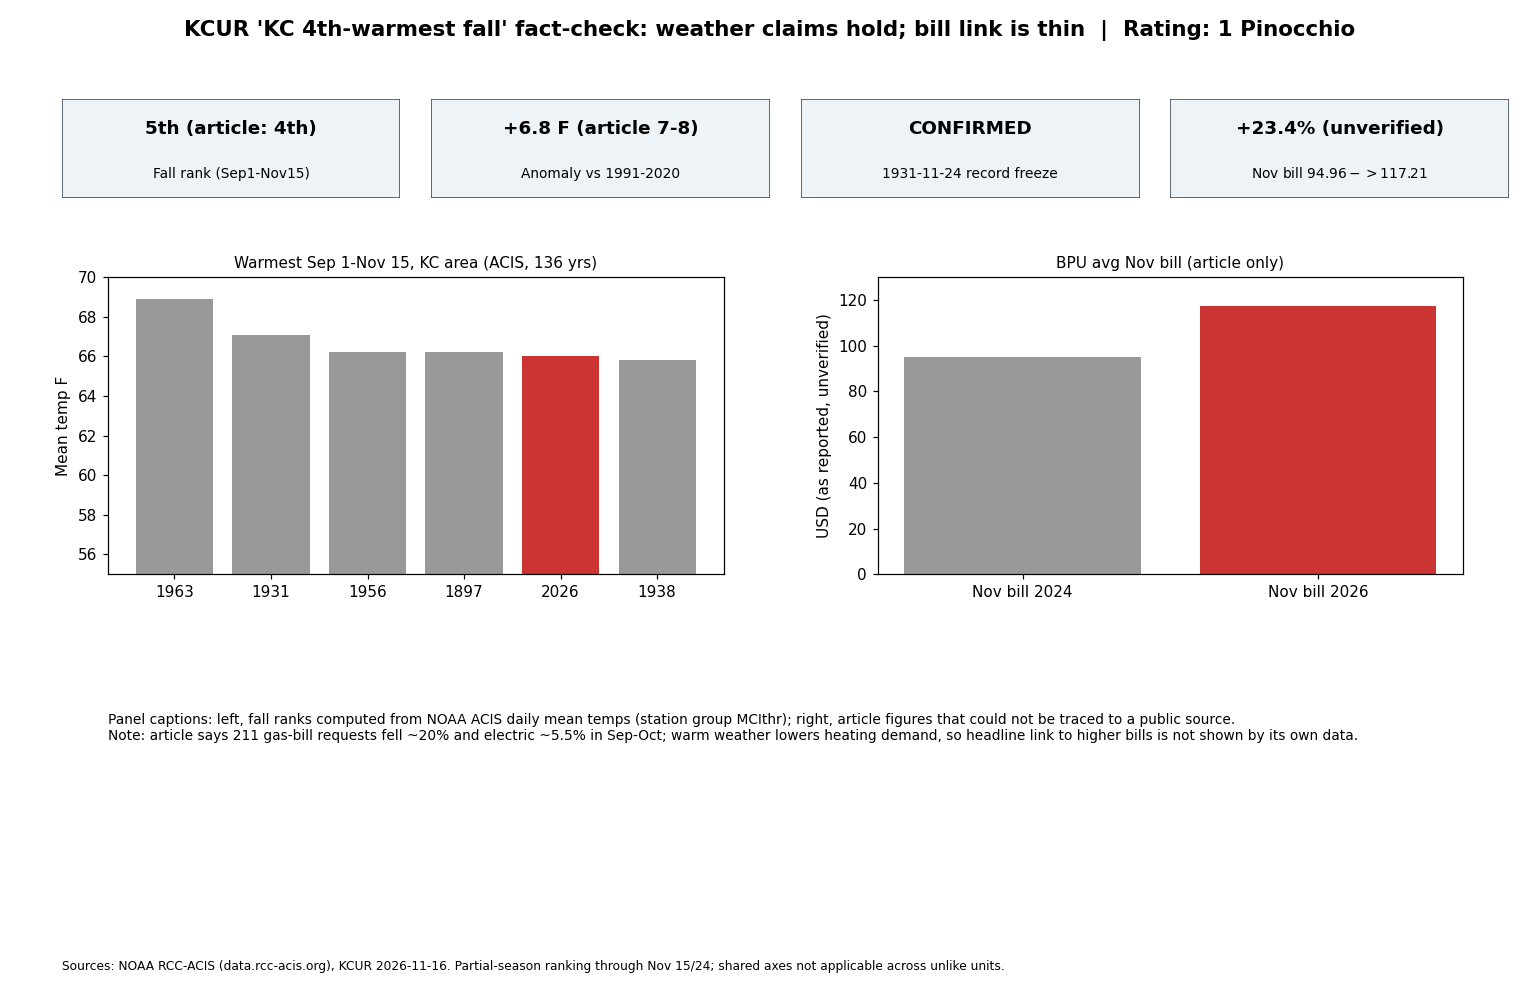 KCUR 'KC 4th-warmest fall' fact-check: weather claims hold; bill link is thin | Rating: 1 Pinocchio
5th (article: 4th)
Fall rank (Sep1-Nov15)
+6.8 F (article 7-8)
Anomaly vs 1991-2020
CONFIRMED
1931-11-24 record freeze
+23.4% (unverified)
Nov bill 94.96 − > 117.21
Warmest Sep 1-Nov 15, KC area (ACIS, 136 yrs)
Mean temp F
70
68
66
64
62
60
58
56
1963
1931
1956
1897
2026
1938
BPU avg Nov bill (article only)
USD (as reported, unverified)
120
100
80
60
40
20
0
Nov bill 2024
Nov bill 2026
Panel captions: left, fall ranks computed from NOAA ACIS daily mean temps (station group MCIthr); right, article figures that could not be traced to a public source.
Note: article says 211 gas-bill requests fell ~20% and electric ~5.5% in Sep-Oct; warm weather lowers heating demand, so headline link to higher bills is not shown by its own data.
Sources: NOAA RCC-ACIS (data.rcc-acis.org), KCUR 2026-11-16. Partial-season ranking through Nov 15/24; shared axes not applicable across unlike units.